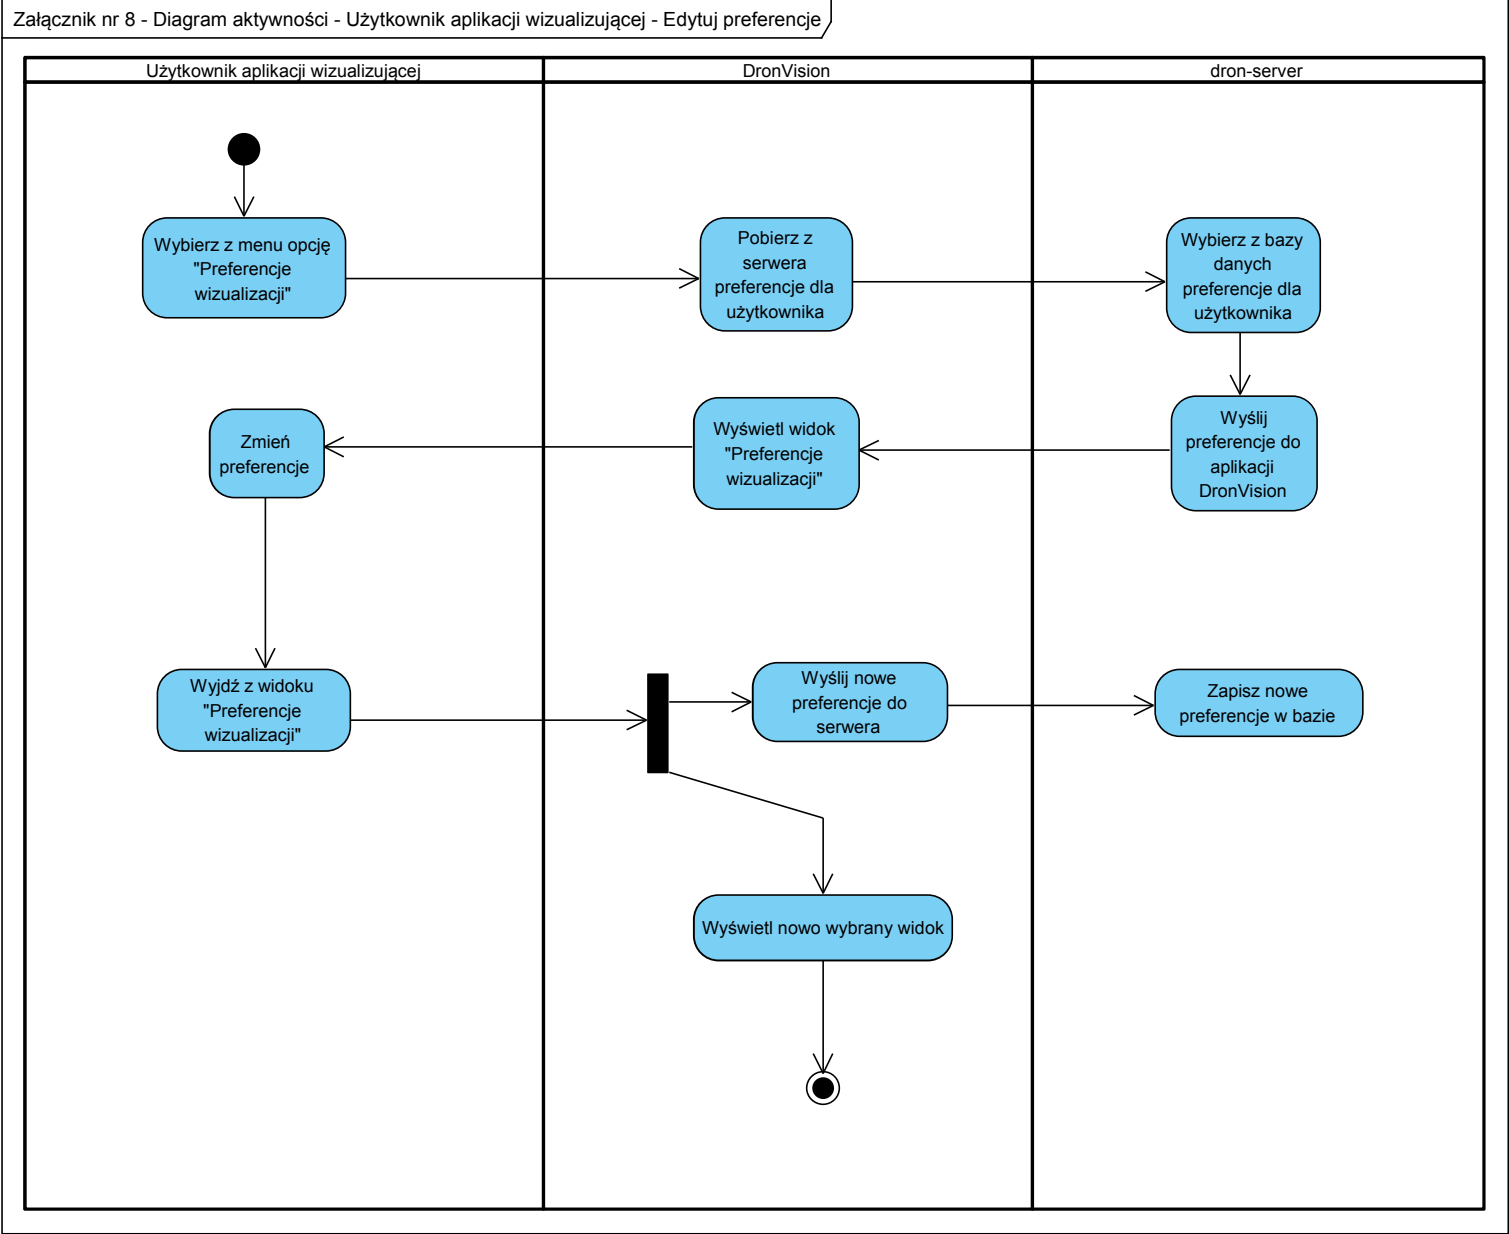 Załącznik nr 8 - Diagram aktywności - Użytkownik aplikacji wizualizującej - Edytuj preferencje
Użytkownik aplikacji wizualizującej
DronVision
dron-server
Wybierz z menu opcję
"Preferencje
wizualizacji"
Pobierz z
serwera
preferencje dla
użytkownika
Wybierz z bazy
danych
preferencje dla
użytkownika
Zmień
preferencje
Wyświetl widok
"Preferencje
wizualizacji"
Wyślij
preferencje do
aplikacji
DronVision
Wyjdź z widoku
"Preferencje
wizualizacji"
Wyślij nowe
preferencje do
serwera
Zapisz nowe
preferencje w bazie
Wyświetl nowo wybrany widok